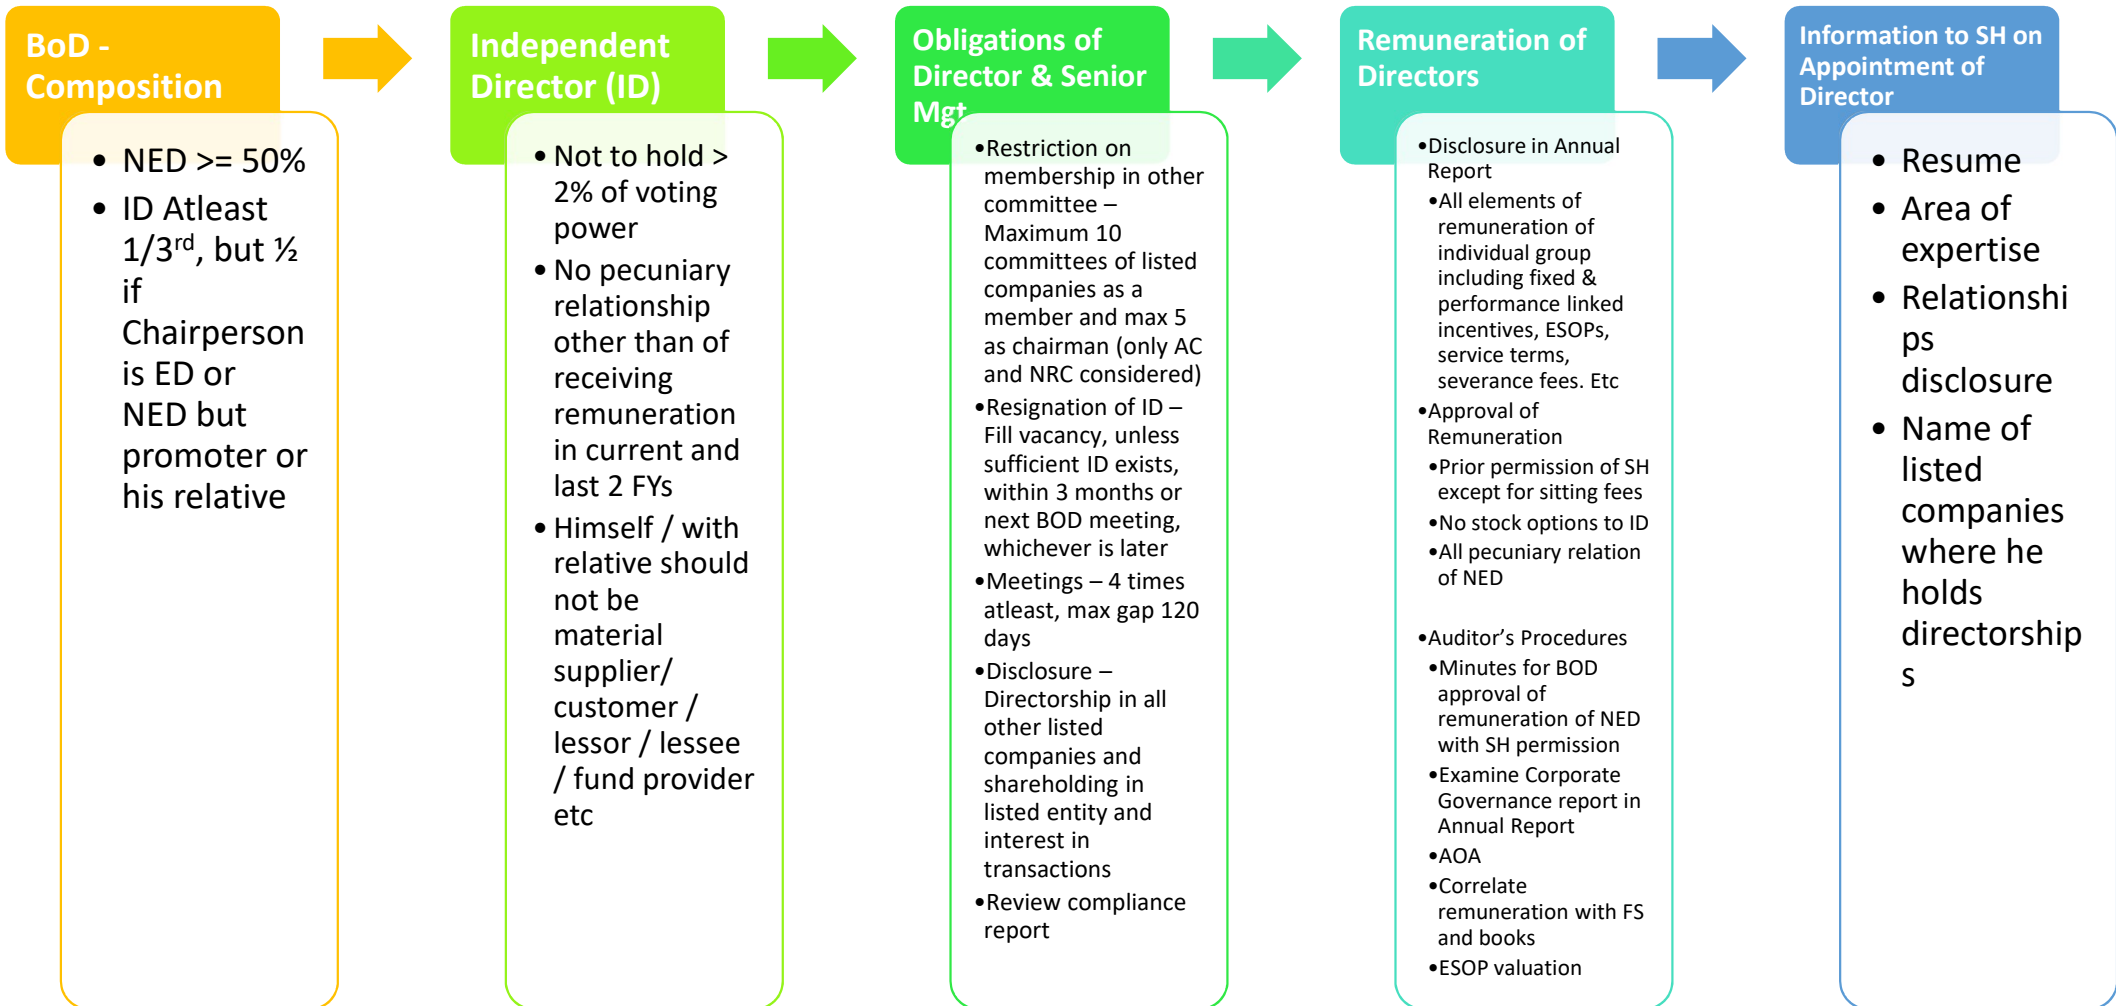 BoD -
Composition
• NED >= 50%
• ID Atleast
1/3rd, but ½
if
Chairperson
is ED or
NED but
promoter or
his relative
Independent
Director (ID)
• Not to hold >
2% of voting
power
• No pecuniary
relationship
other than of
receiving
remuneration
in current and
last 2 FYs
• Himself / with
relative should
not be
material
supplier/
customer /
lessor / lessee
/ fund provider
etc
Obligations of
Director & Senior
Mgt
•Restriction on
membership in other
committee –
Maximum 10
committees of listed
companies as a
member and max 5
as chairman (only AC
and NRC considered)
•Resignation of ID –
Fill vacancy, unless
sufficient ID exists,
within 3 months or
next BOD meeting,
whichever is later
•Meetings – 4 times
atleast, max gap 120
days
•Disclosure –
Directorship in all
other listed
companies and
shareholding in
listed entity and
interest in
transactions
•Review compliance
report
Remuneration of
Directors
•Disclosure in Annual
Report
•All elements of
remuneration of
individual group
including fixed &
performance linked
incentives, ESOPs,
service terms,
severance fees. Etc
•Approval of
Remuneration
•Prior permission of SH
except for sitting fees
•No stock options to ID
•All pecuniary relation
of NED
•Auditor’s Procedures
•Minutes for BOD
approval of
remuneration of NED
with SH permission
•Examine Corporate
Governance report in
Annual Report
•AOA
•Correlate
remuneration with FS
and books
•ESOP valuation
Information to SH on
Appointment of
Director
• Resume
• Area of
expertise
• Relationshi
ps
disclosure
• Name of
listed
companies
where he
holds
directorship
s